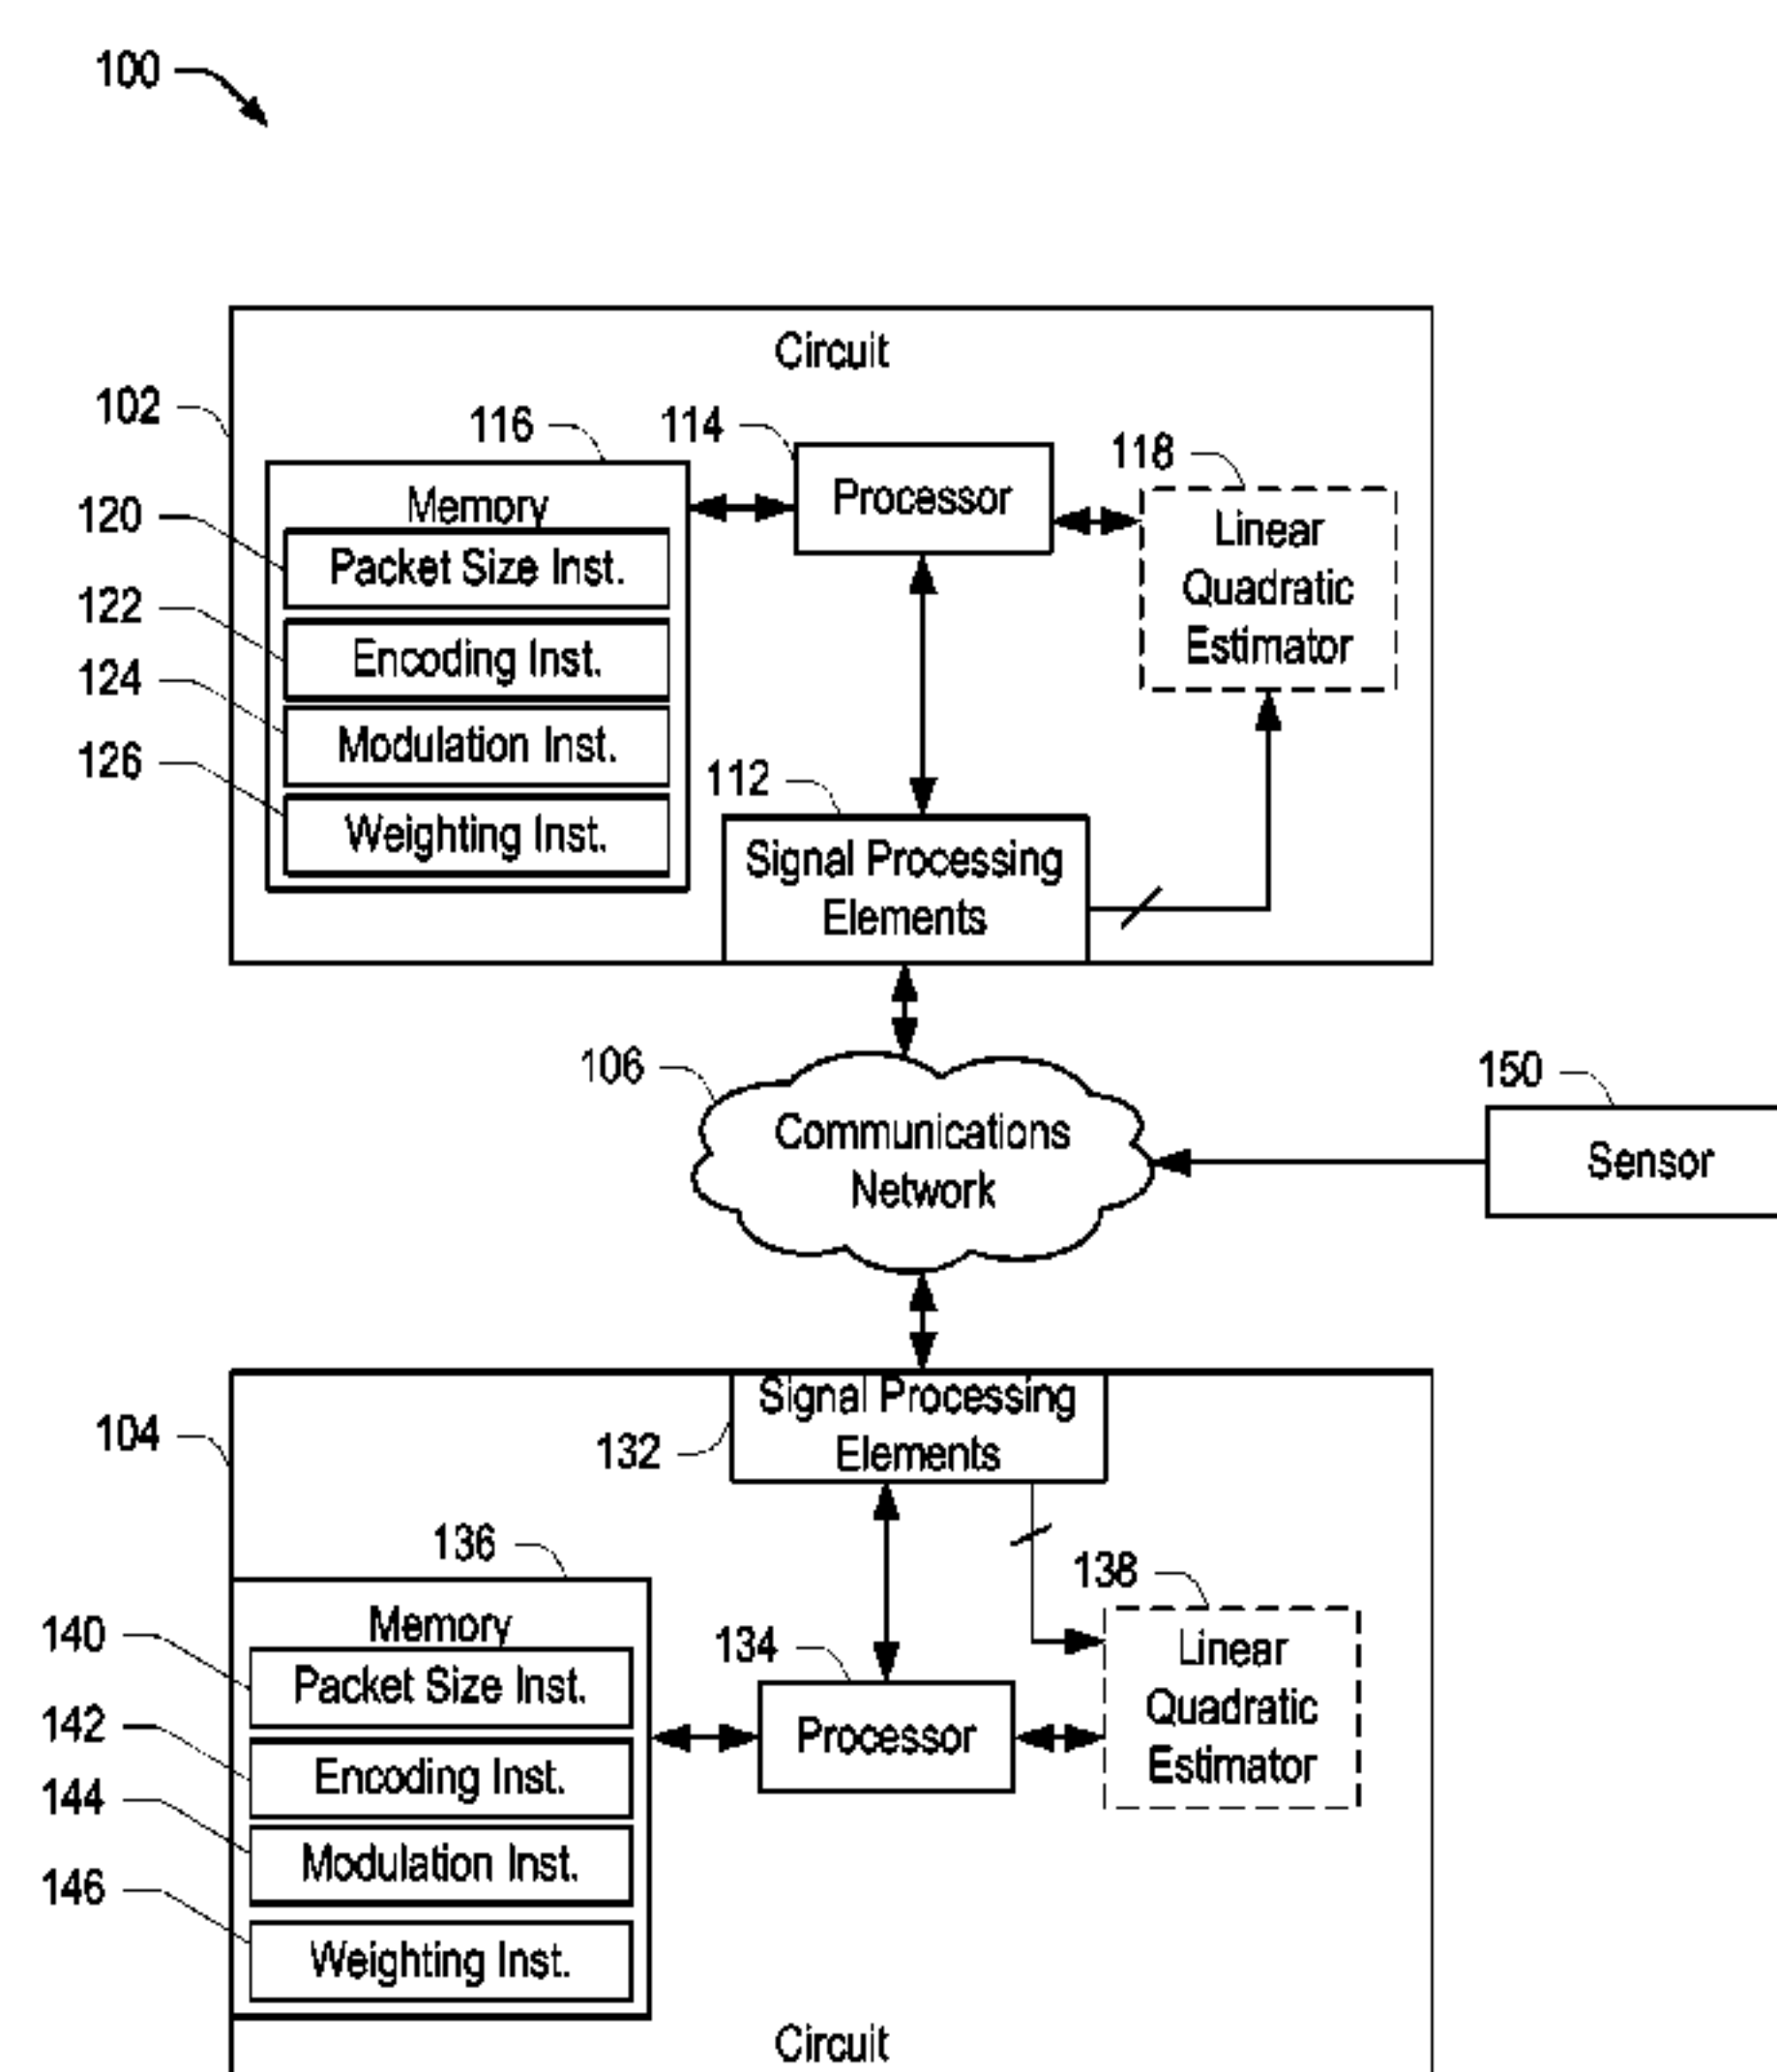 100
Circuit
102
116
114
118
120
Memory
Processor
Linear
Quadratic
Estimator
Packet Size Inst.
122
Encoding Inst.
124
Modulation Inst.
126
Weighting Inst.
112
Signal Processing
Elements
106
Communications
Network
150
Sensor
104
132
Signal Processing
Elements
136
138
140
Memory
134
Linear
Quadratic
Estimator
Packet Size Inst.
142
Processor
Encoding Inst.
144
Modulation Inst.
146
Weighting Inst.
Circuit